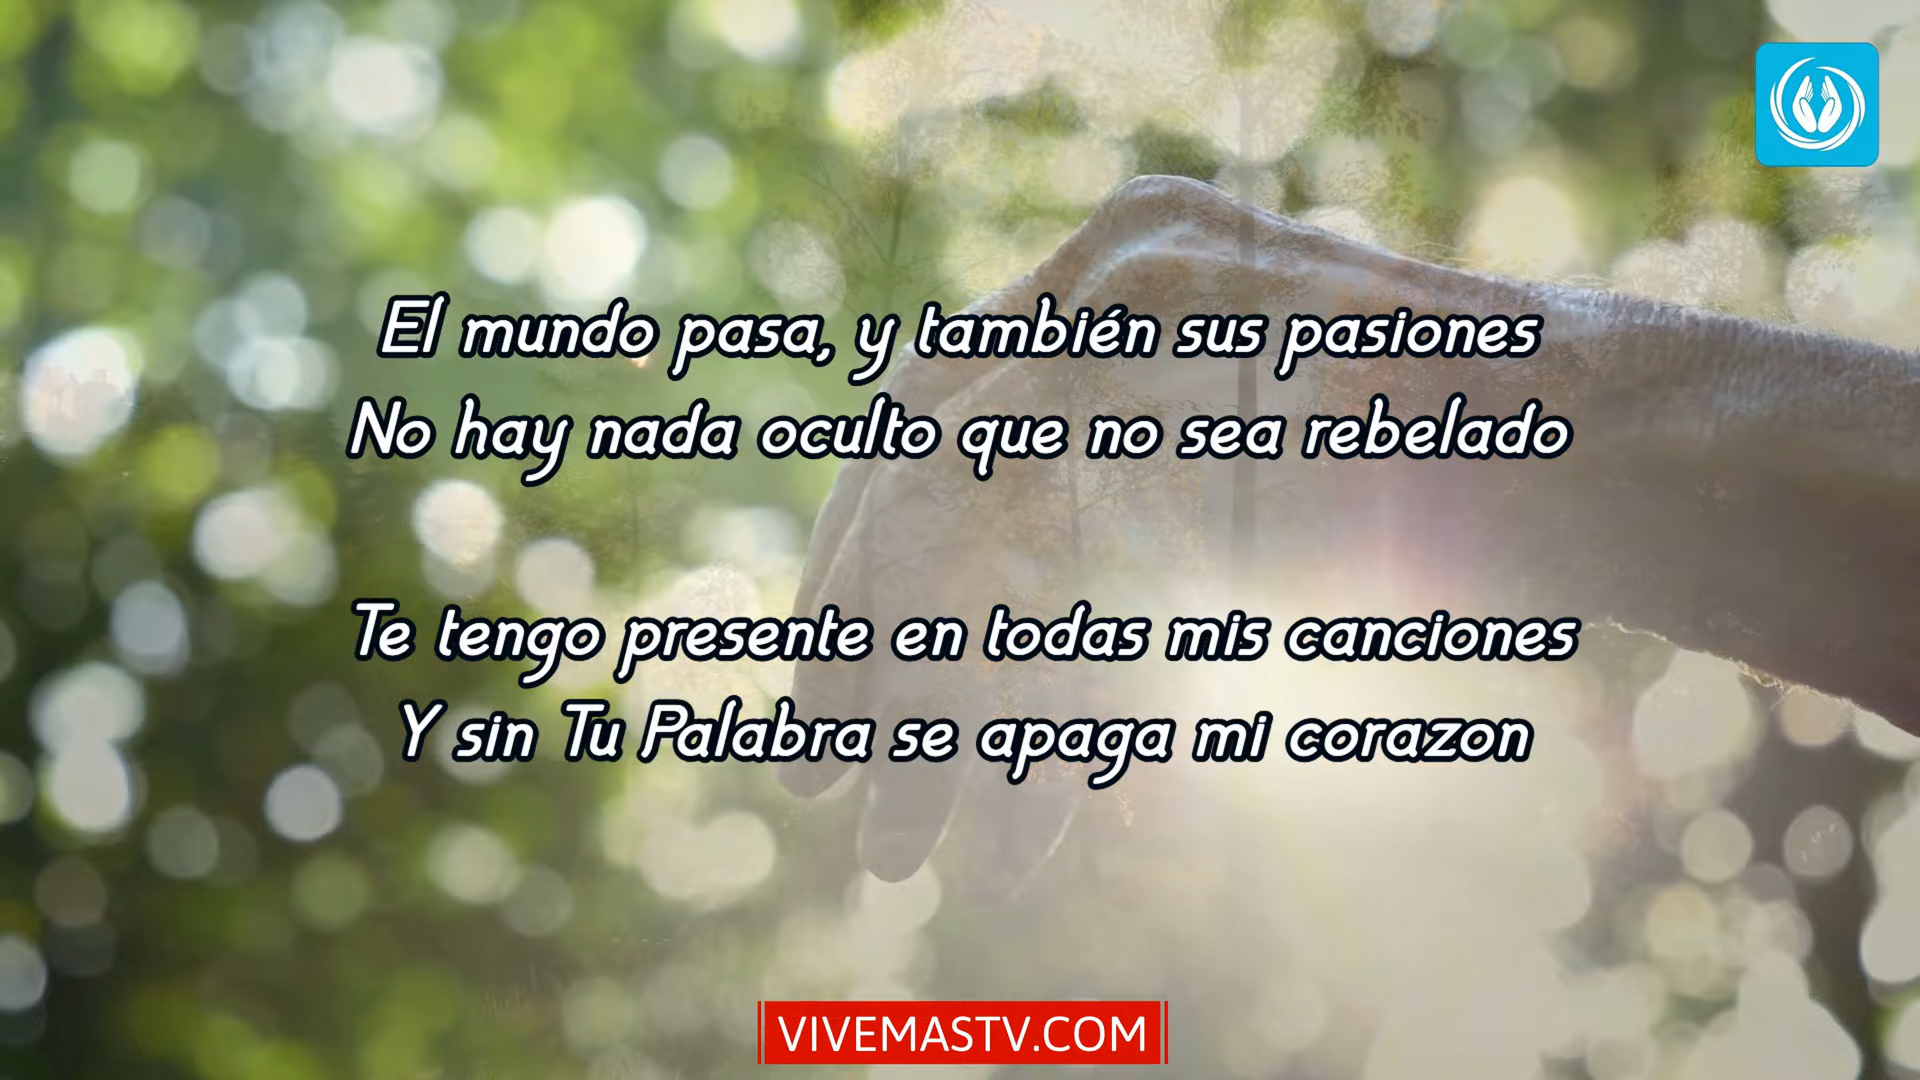 El mundo pasa, y también sus pasiones
No hay nada oculto que no sea rebelado
Te tengo presente en todas mis canciones
Y sin Tu Palabra se apaga mi corazon
VIVEMASTV.COM